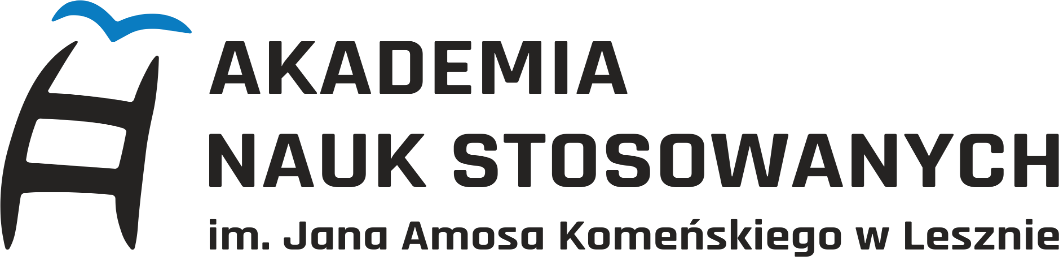 AKADEMIA
NAUK STOSOWANYCH
im. Jana Amosa Komeńskiego w Lesznie